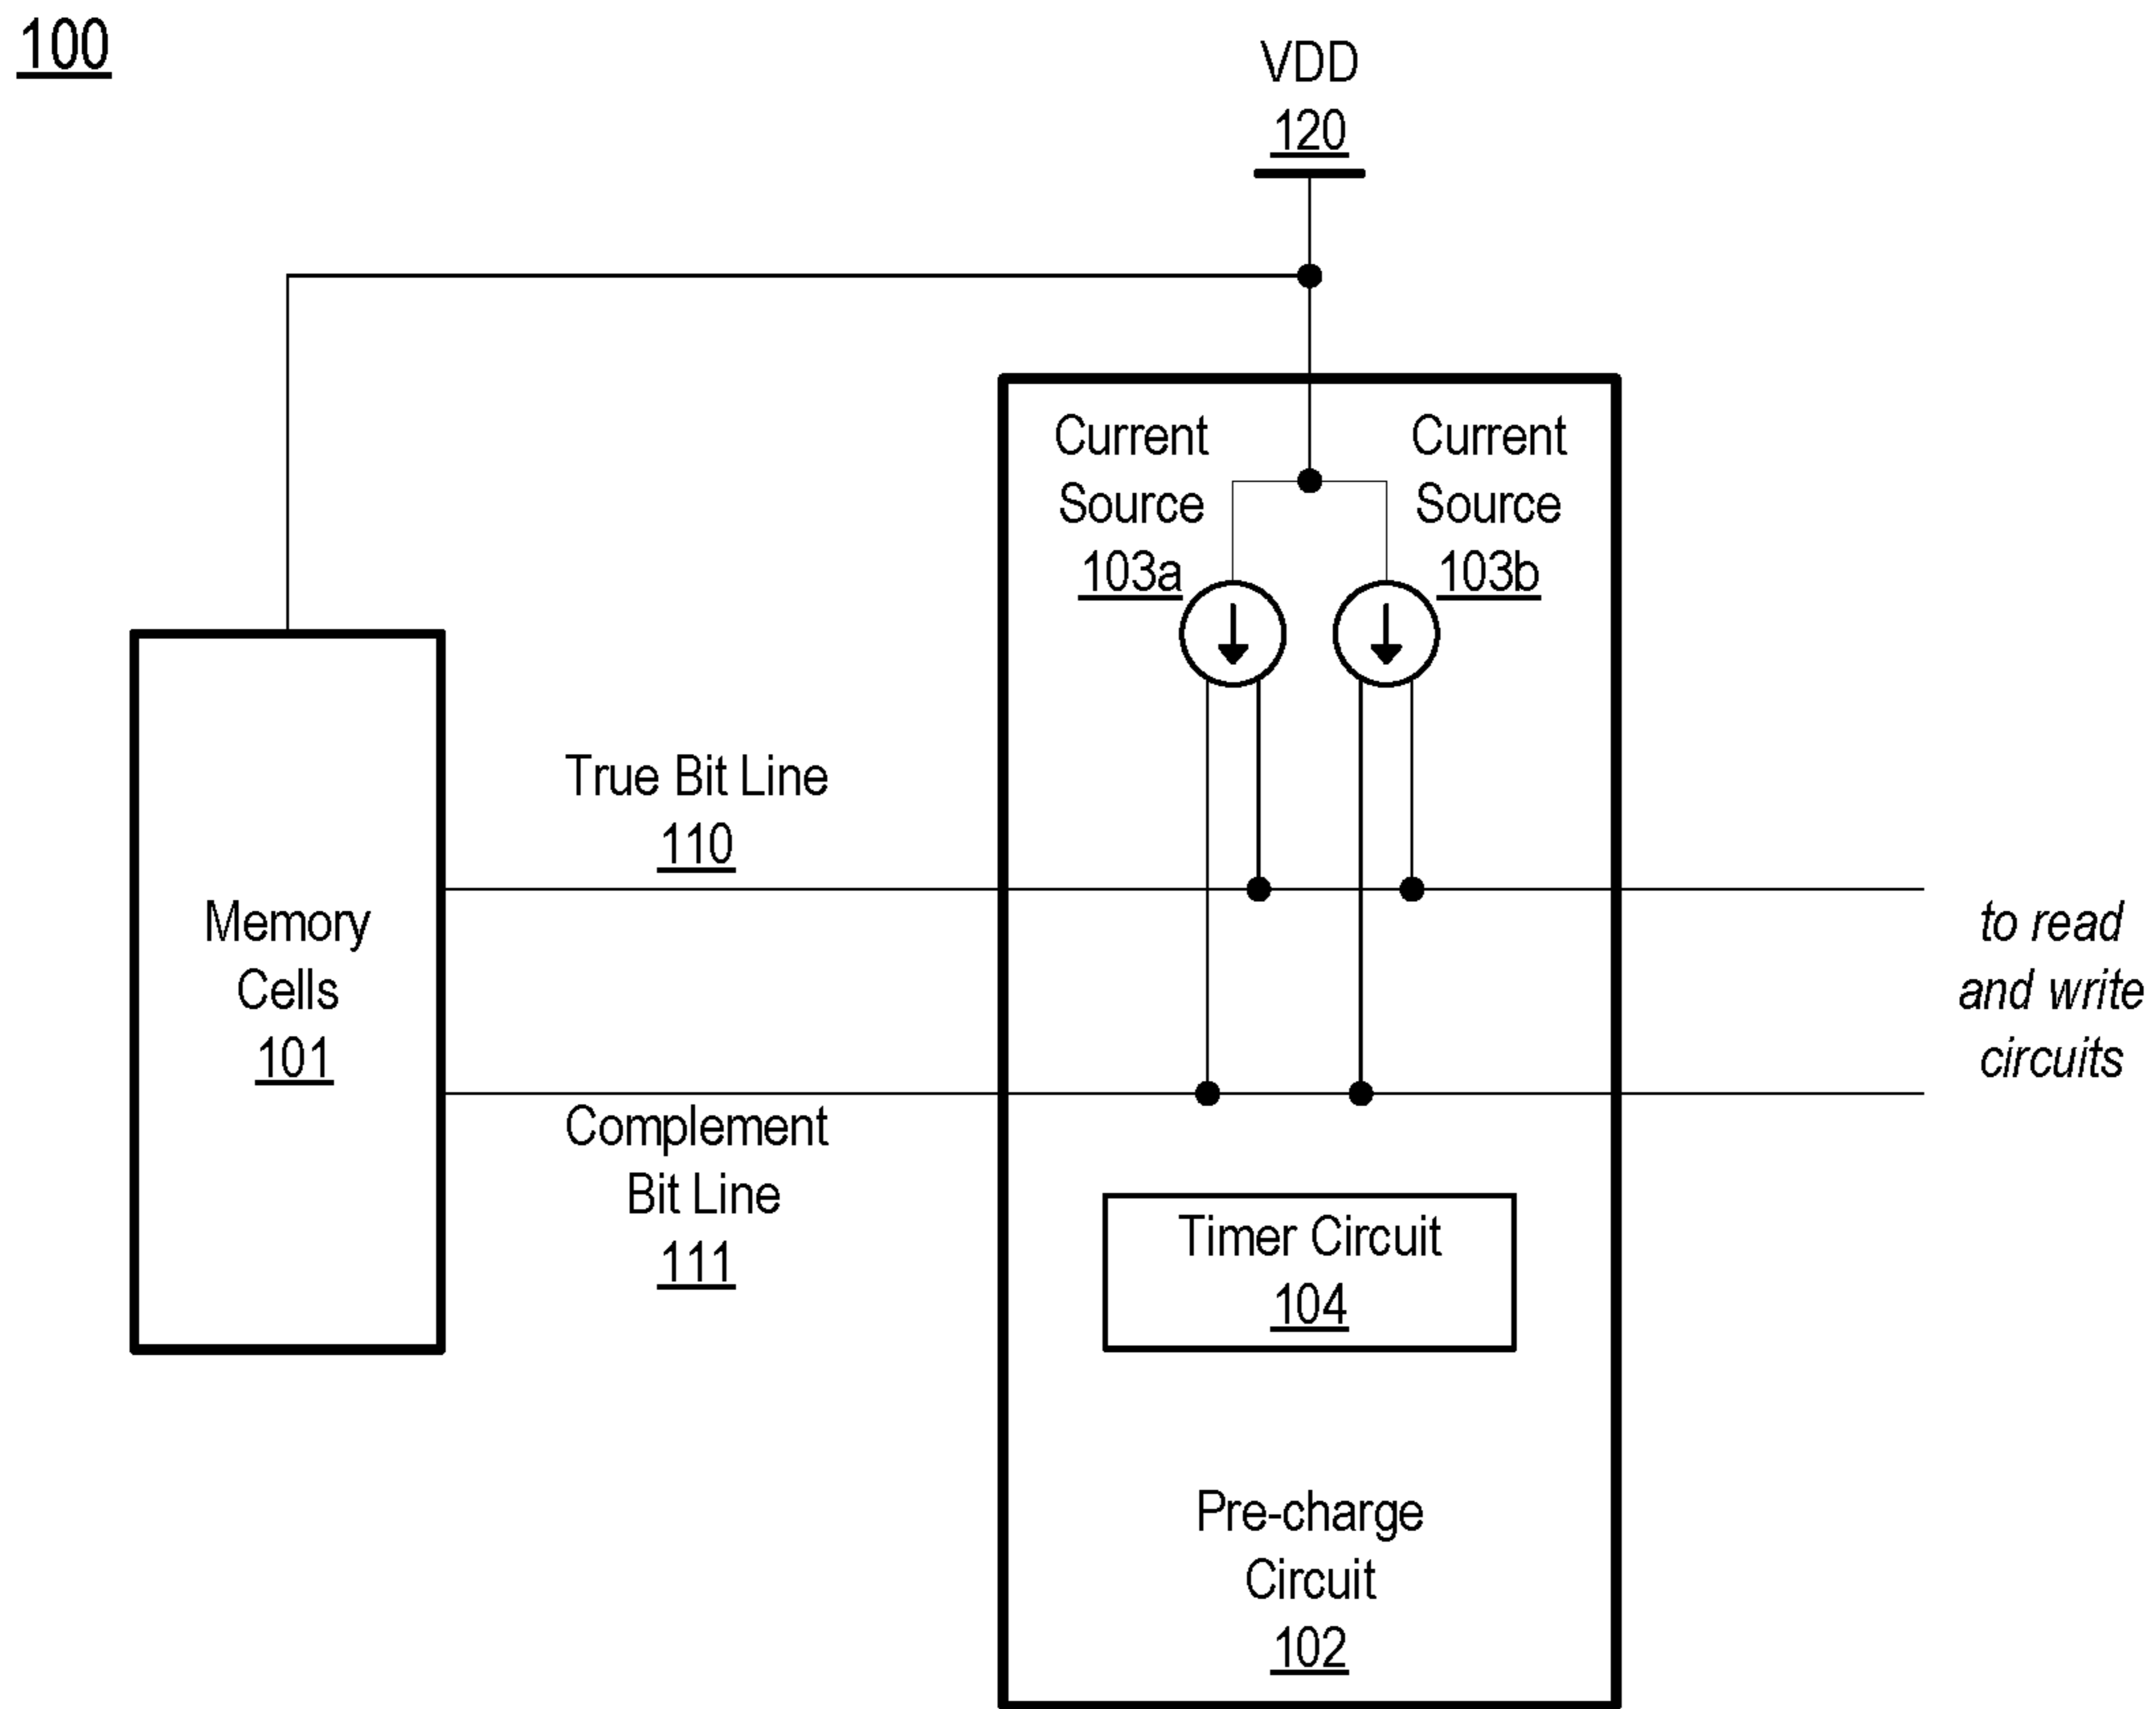 100
VDD
120
Current
Source
103a
Current
Source
103b
True Bit Line
110
Memory
Cells
101
to read
and write
circuits
Complement
Bit Line
111
Timer Circuit
104
Pre-charge
Circuit
102